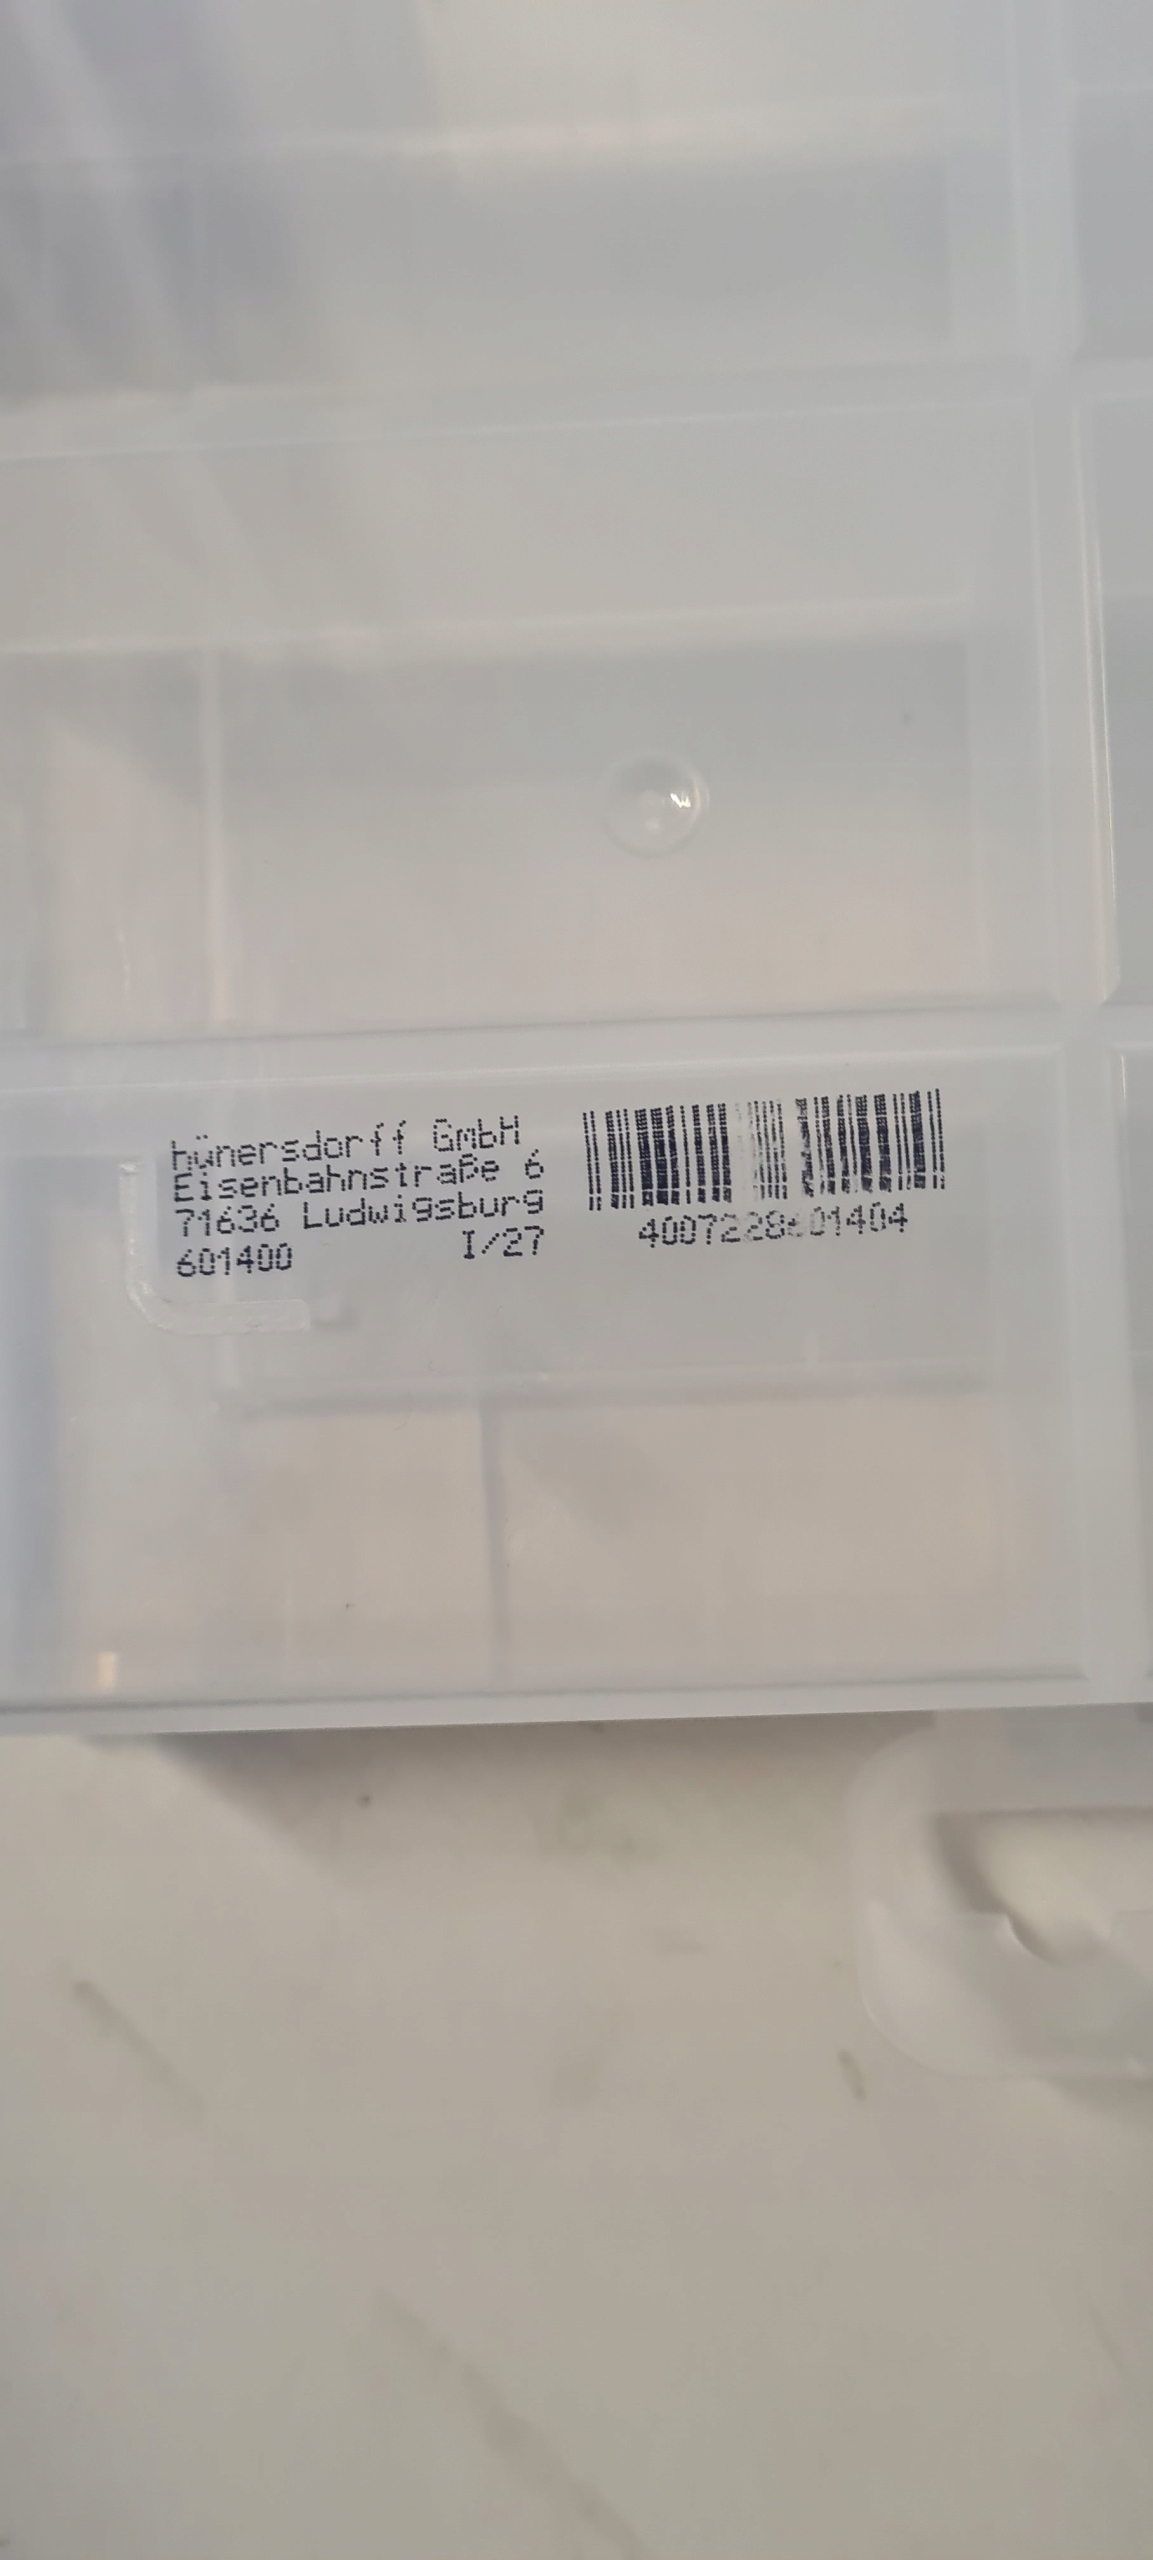 hünersdorff GmbH
Eisenbahnstraße 6
71636 Ludwigsburg
601400 I/27
4007228601404